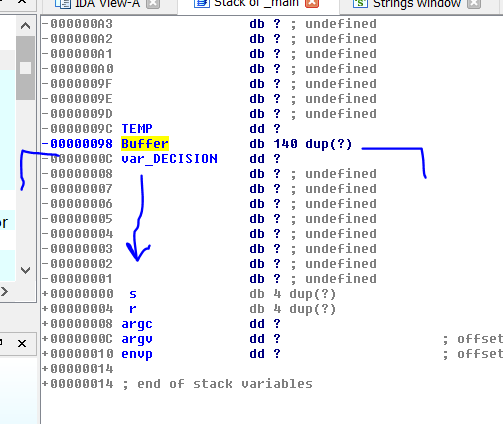 IDA View-A Stack of _main Strings window
-000000A3 db ? ; undefined
-000000A2 db ? ; undefined
-000000A1 db ? ; undefined
-000000A0 db ? ; undefined
-0000009F db ? ; undefined
-0000009E db ? ; undefined
-0000009D db ? ; undefined
-0000009C TEMP dd ?
-00000098 Buffer db 140 dup(?)
-0000000C var_DECISION dd ?
-00000008 db ? ; undefined
-00000007 db ? ; undefined
-00000006 db ? ; undefined
-00000005 db ? ; undefined
-00000004 db ? ; undefined
-00000003 db ? ; undefined
-00000002 db ? ; undefined
-00000001 db ? ; undefined
+00000000 s db 4 dup(?)
+00000004 r db 4 dup(?)
+00000008 argc dd ?
+0000000C argv dd ? ; offset
+00000010 envp dd ? ; offset
+00000014
+00000014 ; end of stack variables
or